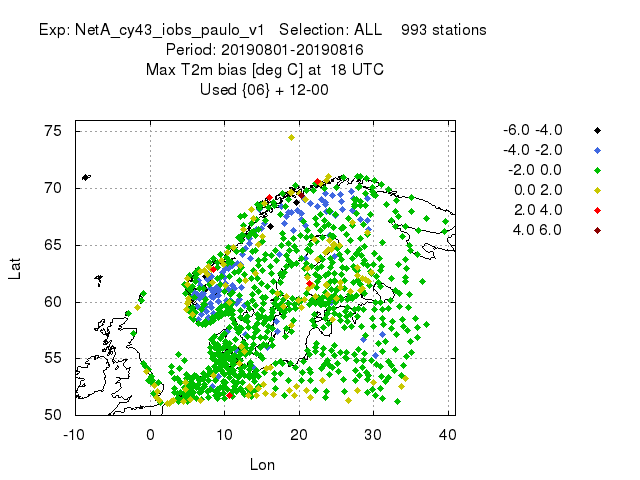 Exp: NetA_cy43_iobs_paulo_v1 Selection: ALL 993 stations
Period: 20190801-20190816
Max T2m bias [deg C] at 18 UTC
Used {06} + 12-00
-6.0 -4.0
-4.0 -2.0
-2.0 0.0
0.0 2.0
2.0 4.0
4.0 6.0
75
70
65
60
55
50
Lat
-10 0 10 20 30 40
Lon